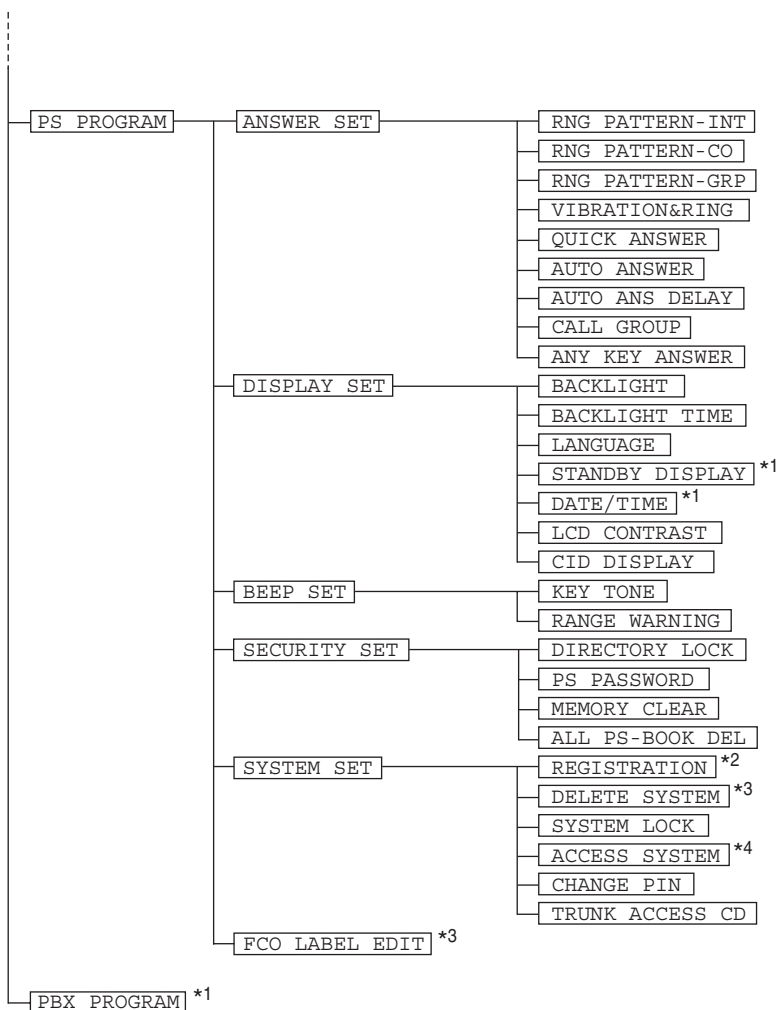 PS PROGRAM ANSWER SET RNG PATTERN-INT
RNG PATTERN-CO
RNG PATTERN-GRP
VIBRATION&RING
QUICK ANSWER
AUTO ANSWER
AUTO ANS DELAY
CALL GROUP
ANY KEY ANSWER
DISPLAY SET BACKLIGHT
BACKLIGHT TIME
LANGUAGE
STANDBY DISPLAY *1
DATE/TIME *1
LCD CONTRAST
CID DISPLAY
BEEP SET KEY TONE
RANGE WARNING
SECURITY SET DIRECTORY LOCK
PS PASSWORD
MEMORY CLEAR
ALL PS-BOOK DEL
SYSTEM SET REGISTRATION *2
DELETE SYSTEM *3
SYSTEM LOCK
ACCESS SYSTEM *4
CHANGE PIN
TRUNK ACCESS CD
FCO LABEL EDIT *3
PBX PROGRAM *1